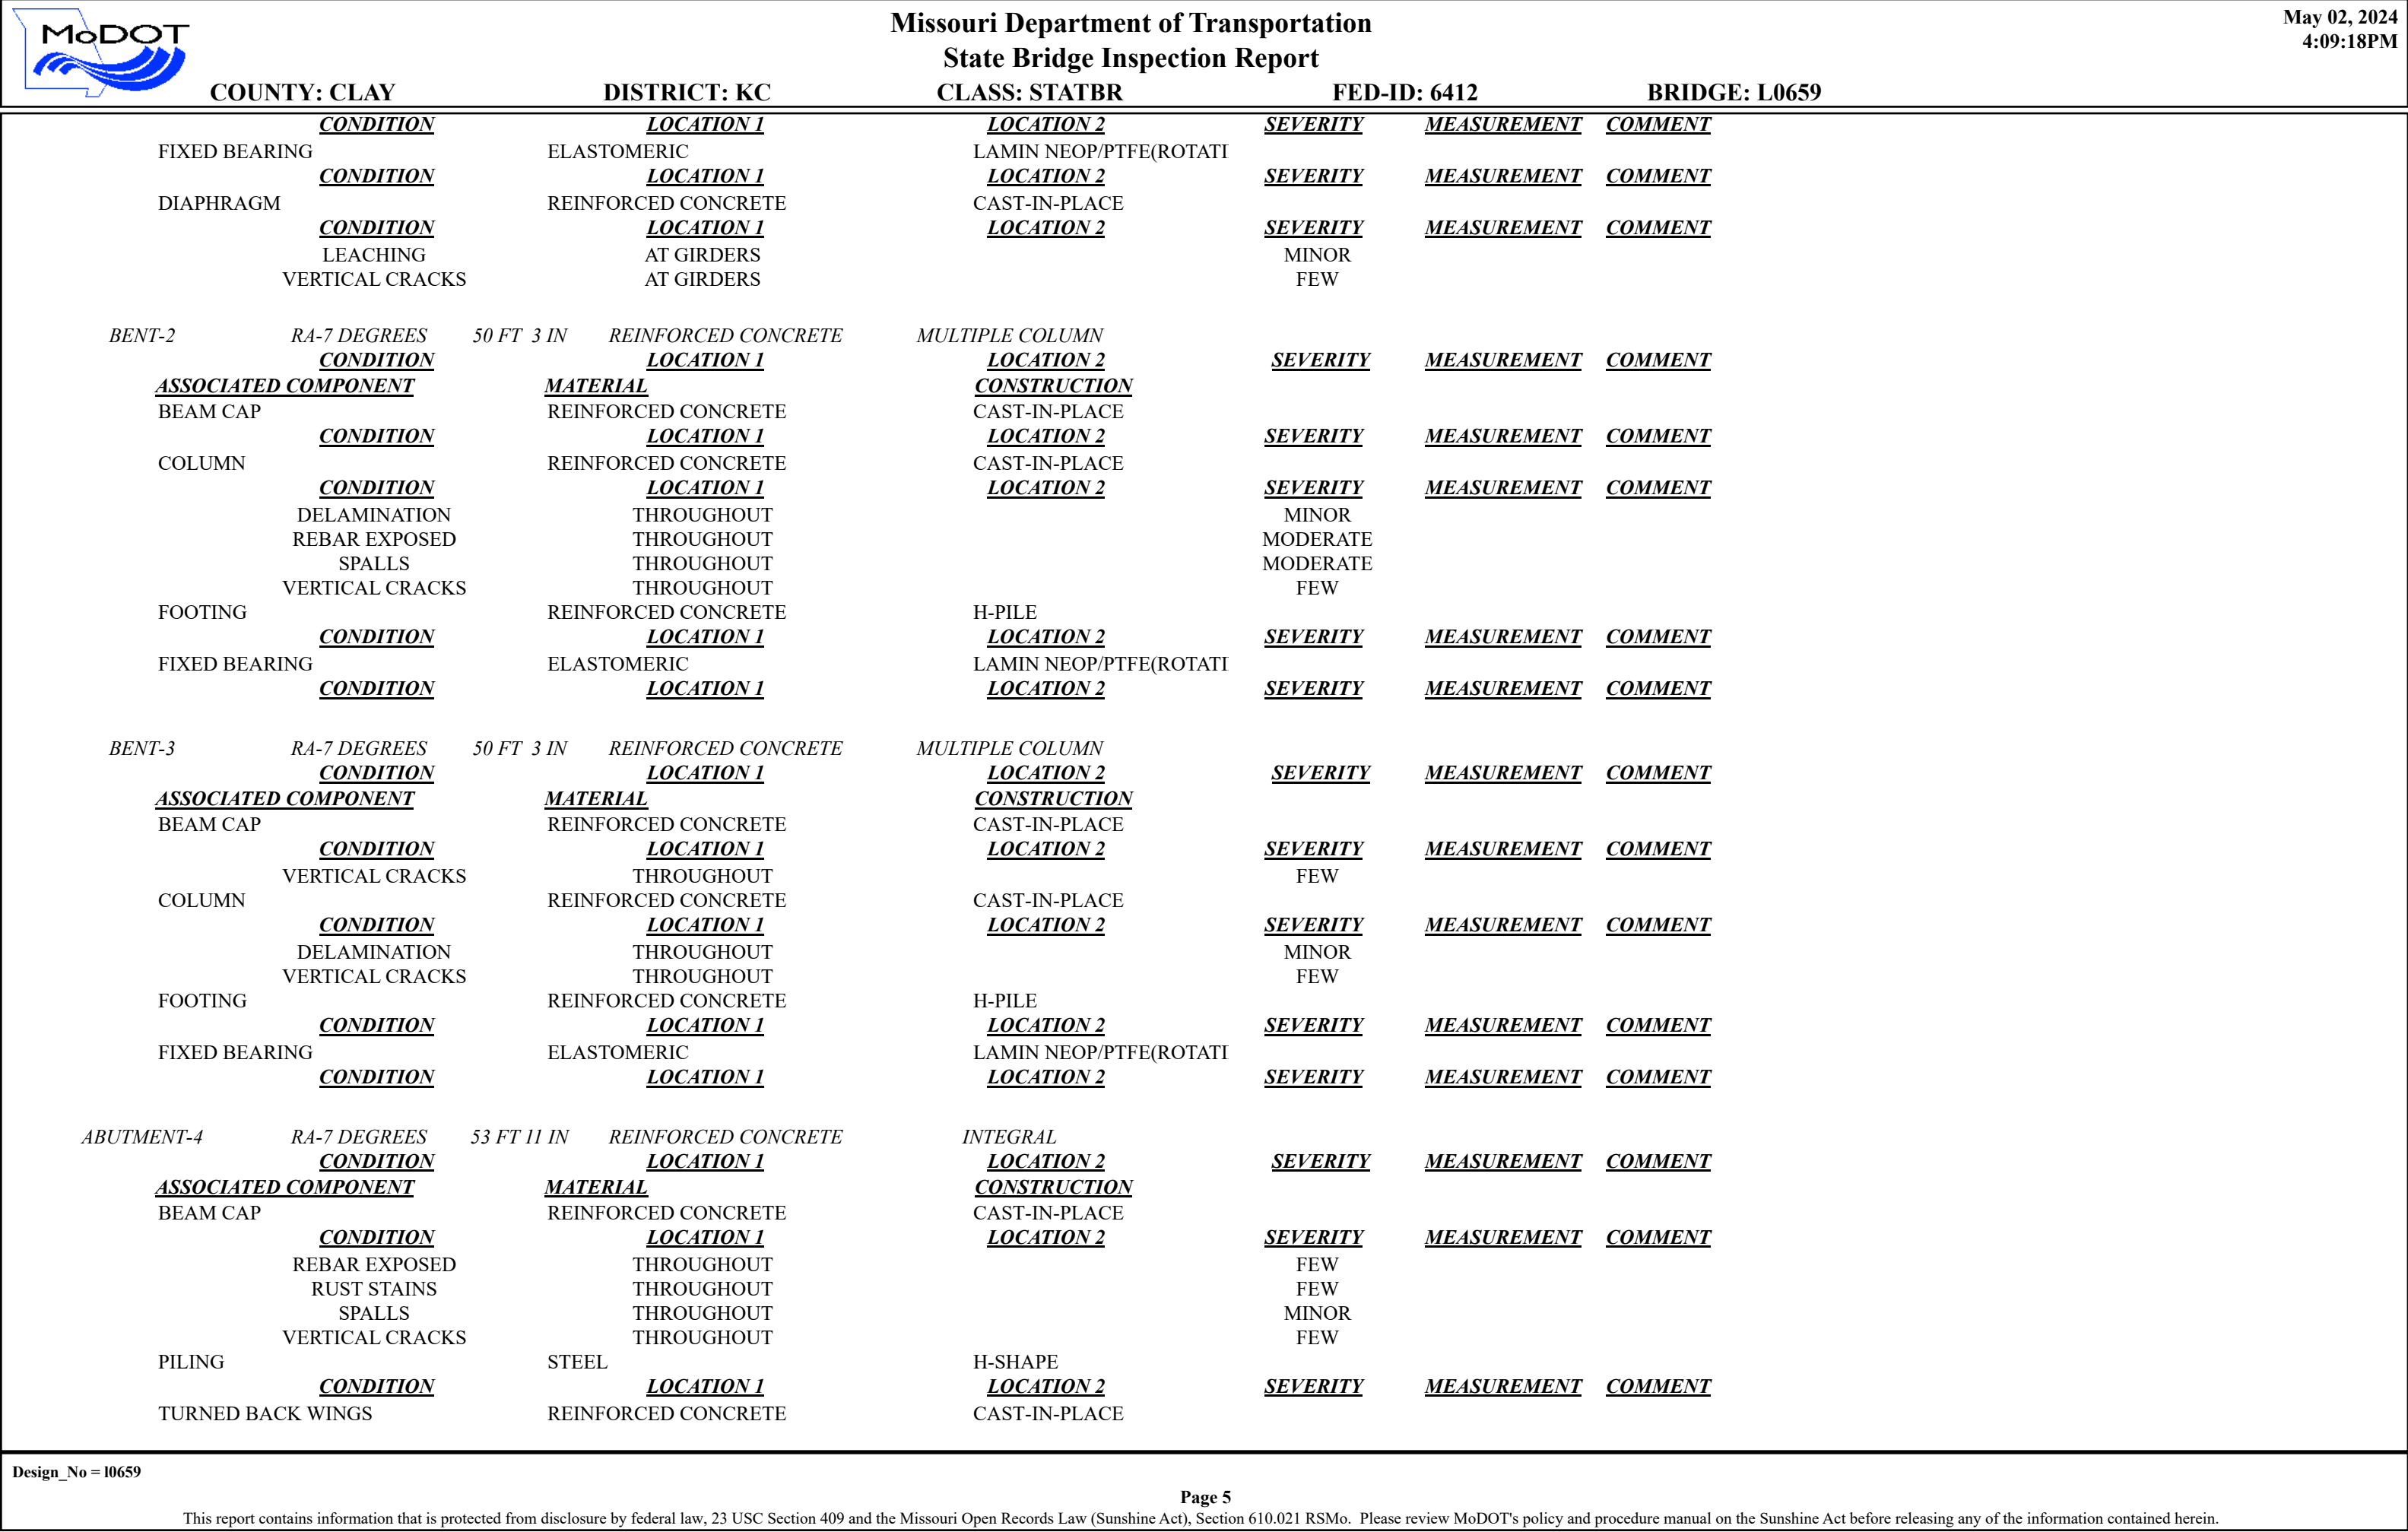 MoDOT
Missouri Department of Transportation
State Bridge Inspection Report
May 02, 2024
4:09:18PM
COUNTY: CLAY DISTRICT: KC CLASS: STATBR FED-ID: 6412 BRIDGE: L0659
CONDITION LOCATION 1 LOCATION 2 SEVERITY MEASUREMENT COMMENT
FIXED BEARING ELASTOMERIC LAMIN NEOP/PTFE(ROTATI
CONDITION LOCATION 1 LOCATION 2 SEVERITY MEASUREMENT COMMENT
DIAPHRAGM REINFORCED CONCRETE CAST-IN-PLACE
CONDITION LOCATION 1 LOCATION 2 SEVERITY MEASUREMENT COMMENT
LEACHING AT GIRDERS MINOR
VERTICAL CRACKS AT GIRDERS FEW
BENT-2 RA-7 DEGREES 50 FT 3 IN REINFORCED CONCRETE MULTIPLE COLUMN
CONDITION LOCATION 1 LOCATION 2 SEVERITY MEASUREMENT COMMENT
ASSOCIATED COMPONENT MATERIAL CONSTRUCTION
BEAM CAP REINFORCED CONCRETE CAST-IN-PLACE
CONDITION LOCATION 1 LOCATION 2 SEVERITY MEASUREMENT COMMENT
COLUMN REINFORCED CONCRETE CAST-IN-PLACE
CONDITION LOCATION 1 LOCATION 2 SEVERITY MEASUREMENT COMMENT
DELAMINATION THROUGHOUT MINOR
REBAR EXPOSED THROUGHOUT MODERATE
SPALLS THROUGHOUT MODERATE
VERTICAL CRACKS THROUGHOUT FEW
FOOTING REINFORCED CONCRETE H-PILE
CONDITION LOCATION 1 LOCATION 2 SEVERITY MEASUREMENT COMMENT
FIXED BEARING ELASTOMERIC LAMIN NEOP/PTFE(ROTATI
CONDITION LOCATION 1 LOCATION 2 SEVERITY MEASUREMENT COMMENT
BENT-3 RA-7 DEGREES 50 FT 3 IN REINFORCED CONCRETE MULTIPLE COLUMN
CONDITION LOCATION 1 LOCATION 2 SEVERITY MEASUREMENT COMMENT
ASSOCIATED COMPONENT MATERIAL CONSTRUCTION
BEAM CAP REINFORCED CONCRETE CAST-IN-PLACE
CONDITION LOCATION 1 LOCATION 2 SEVERITY MEASUREMENT COMMENT
VERTICAL CRACKS THROUGHOUT FEW
COLUMN REINFORCED CONCRETE CAST-IN-PLACE
CONDITION LOCATION 1 LOCATION 2 SEVERITY MEASUREMENT COMMENT
DELAMINATION THROUGHOUT MINOR
VERTICAL CRACKS THROUGHOUT FEW
FOOTING REINFORCED CONCRETE H-PILE
CONDITION LOCATION 1 LOCATION 2 SEVERITY MEASUREMENT COMMENT
FIXED BEARING ELASTOMERIC LAMIN NEOP/PTFE(ROTATI
CONDITION LOCATION 1 LOCATION 2 SEVERITY MEASUREMENT COMMENT
ABUTMENT-4 RA-7 DEGREES 53 FT 11 IN REINFORCED CONCRETE INTEGRAL
CONDITION LOCATION 1 LOCATION 2 SEVERITY MEASUREMENT COMMENT
ASSOCIATED COMPONENT MATERIAL CONSTRUCTION
BEAM CAP REINFORCED CONCRETE CAST-IN-PLACE
CONDITION LOCATION 1 LOCATION 2 SEVERITY MEASUREMENT COMMENT
REBAR EXPOSED THROUGHOUT FEW
RUST STAINS THROUGHOUT FEW
SPALLS THROUGHOUT MINOR
VERTICAL CRACKS THROUGHOUT FEW
PILING STEEL H-SHAPE
CONDITION LOCATION 1 LOCATION 2 SEVERITY MEASUREMENT COMMENT
TURNED BACK WINGS REINFORCED CONCRETE CAST-IN-PLACE
Design_No = l0659
Page 5
This report contains information that is protected from disclosure by federal law, 23 USC Section 409 and the Missouri Open Records Law (Sunshine Act), Section 610.021 RSMo. Please review MoDOT's policy and procedure manual on the Sunshine Act before releasing any of the information contained herein.